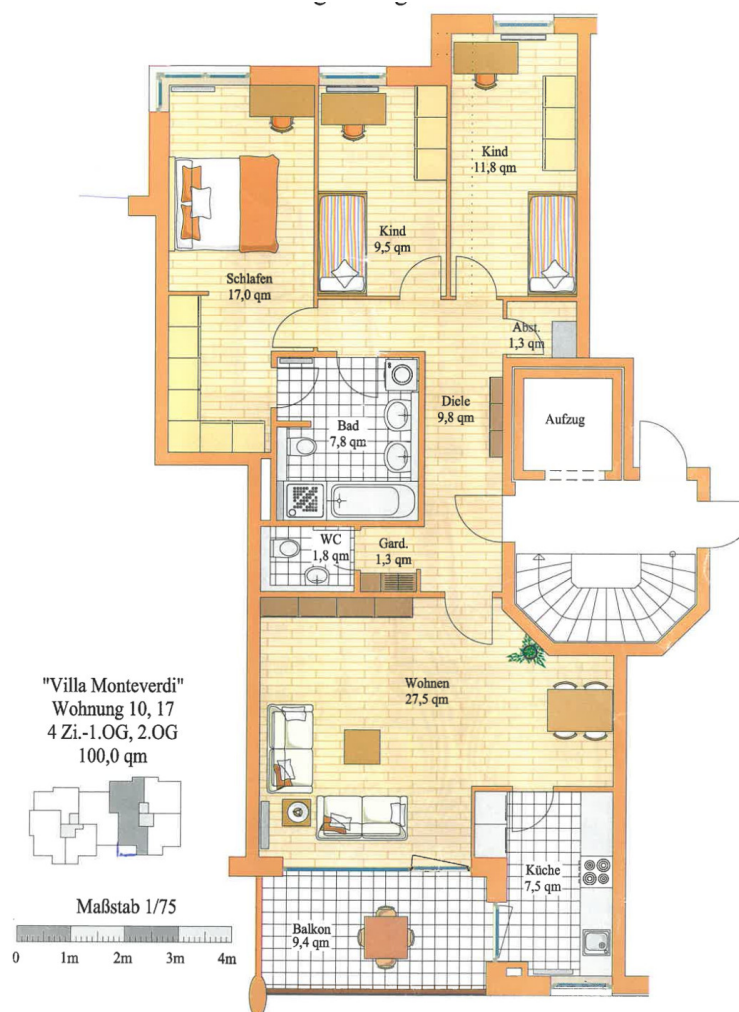 Kind
11,8 qm
Kind
9,5 qm
Schlafen
17,0 qm
Abst.
1,3 qm
Diele
9,8 qm
Aufzug
Bad
7,8 qm
WC
1,8 qm
Gard.
1,3 qm
Wohnen
27,5 qm
"Villa Monteverdi"
Wohnung 10, 17
4 Zi.-1.OG, 2.OG
100,0 qm
Küche
7,5 qm
Balkon
9,4 qm
Maßstab 1/75
0 1m 2m 3m 4m